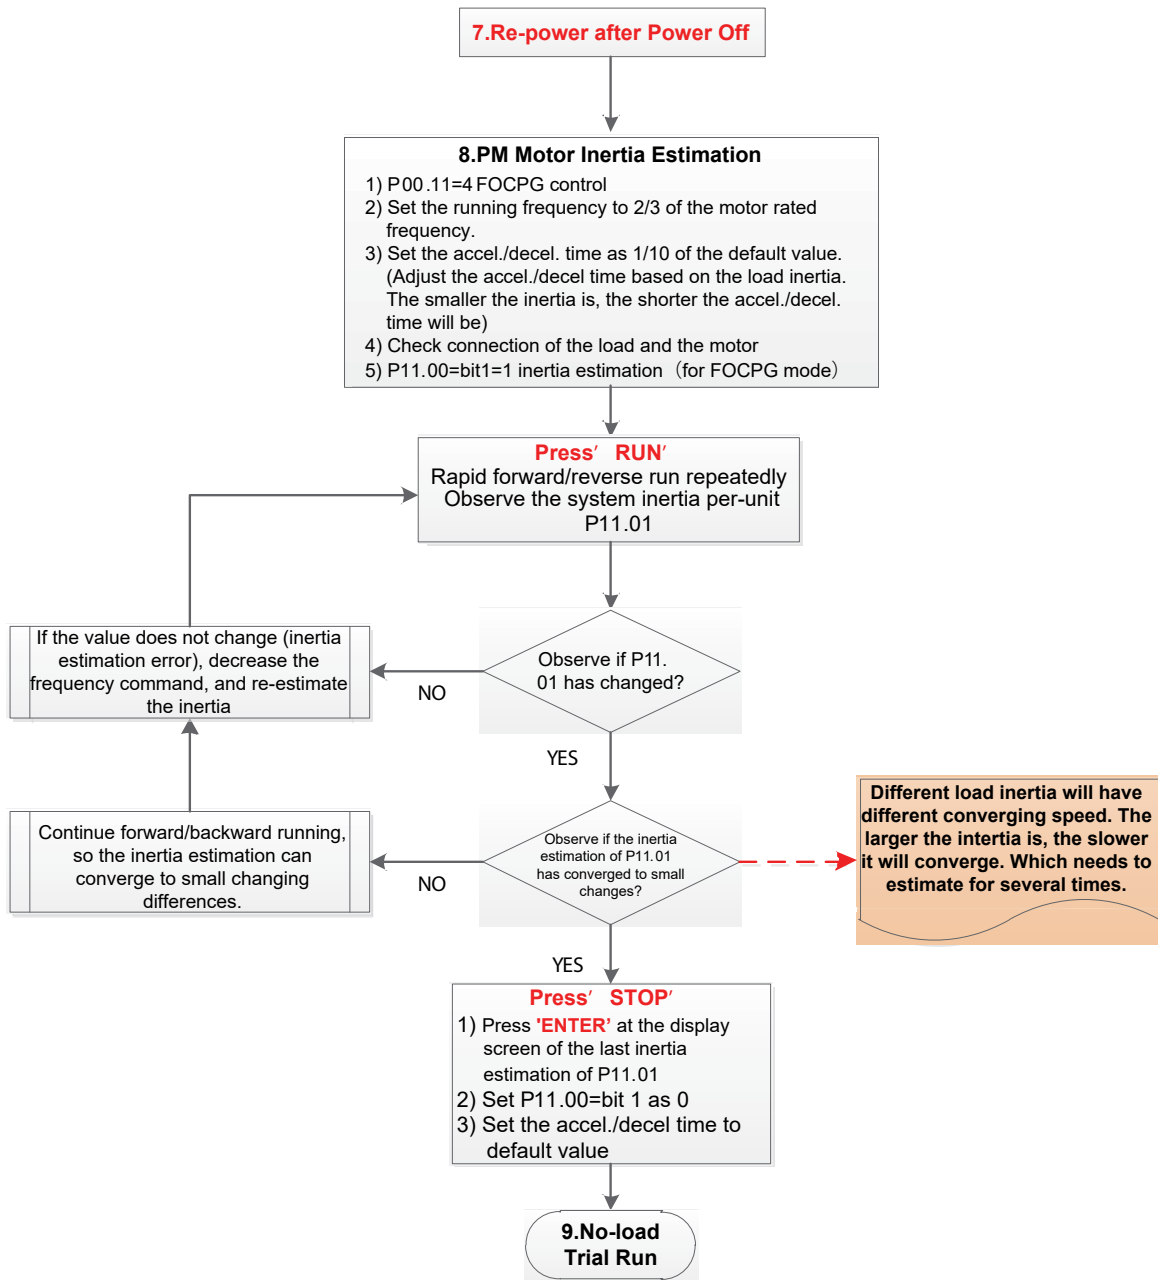 7.Re-power after Power Off
8.PM Motor Inertia Estimation
1) P00.11=4 FOCPG control
2) Set the running frequency to 2/3 of the motor rated
frequency.
3) Set the accel./decel. time as 1/10 of the default value.
(Adjust the accel./decel time based on the load inertia.
The smaller the inertia is, the shorter the accel./decel.
time will be)
4) Check connection of the load and the motor
5) P11.00=bit1=1 inertia estimation (for FOCPG mode)
Press' RUN'
Rapid forward/reverse run repeatedly
Observe the system inertia per-unit
P11.01
If the value does not change (inertia
estimation error), decrease the
frequency command, and re-estimate
the inertia
NO
Observe if P11.
01 has changed?
YES
Continue forward/backward running,
so the inertia estimation can
converge to small changing
differences.
NO
Observe if the inertia
estimation of P11.01
has converged to small
changes?
Different load inertia will have
different converging speed. The
larger the intertia is, the slower
it will converge. Which needs to
estimate for several times.
YES
Press' STOP'
1) Press 'ENTER' at the display
screen of the last inertia
estimation of P11.01
2) Set P11.00=bit 1 as 0
3) Set the accel./decel time to
default value
9.No-load
Trial Run